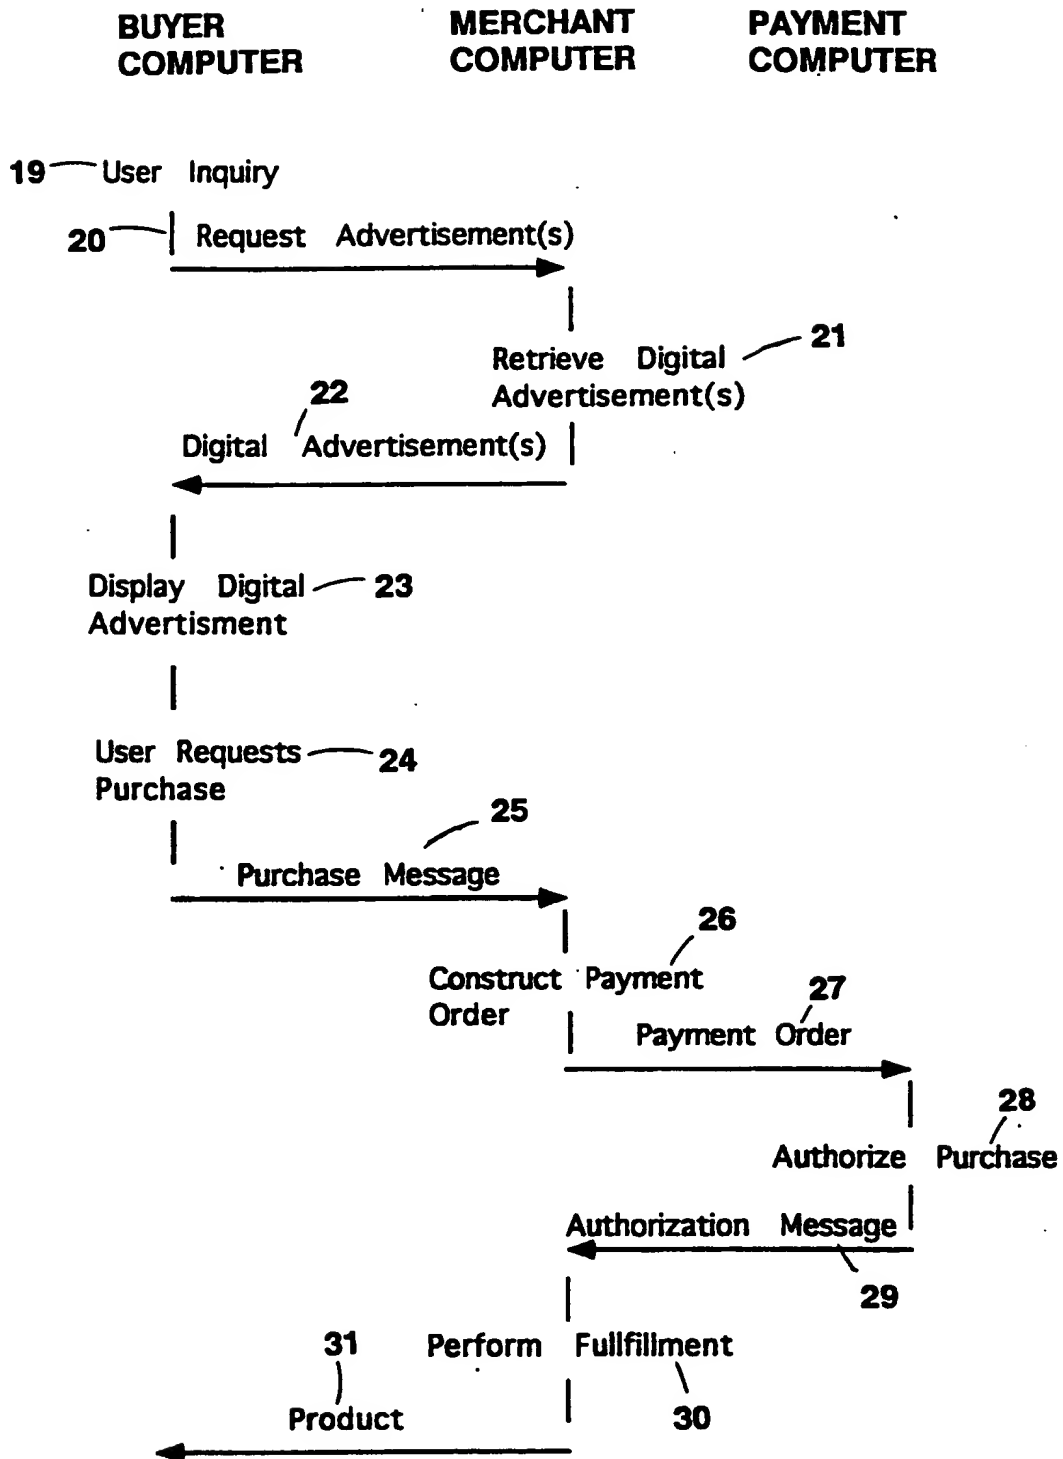 BUYER
COMPUTER
MERCHANT
COMPUTER
PAYMENT
COMPUTER
19 User Inquiry
20 Request Advertisement(s)
21
Retrieve Digital
Advertisement(s)
22
Digital Advertisement(s)
Display Digital 23
Advertisment
User Requests 24
Purchase
25
Purchase Message
26
Construct Payment
Order
27
Payment Order
28
Authorize Purchase
Authorization Message
29
31 Perform Fullfillment
Product 30